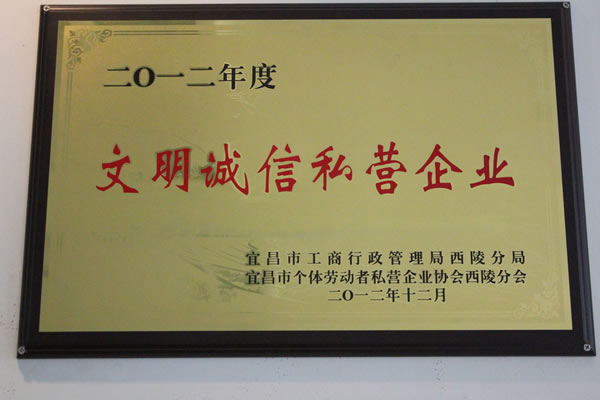 二〇一二年度
文明诚信私营企业
宜昌市工商行政管理局西陵分局
宜昌市个体劳动者私营企业协会西陵分会
二〇一二年十二月